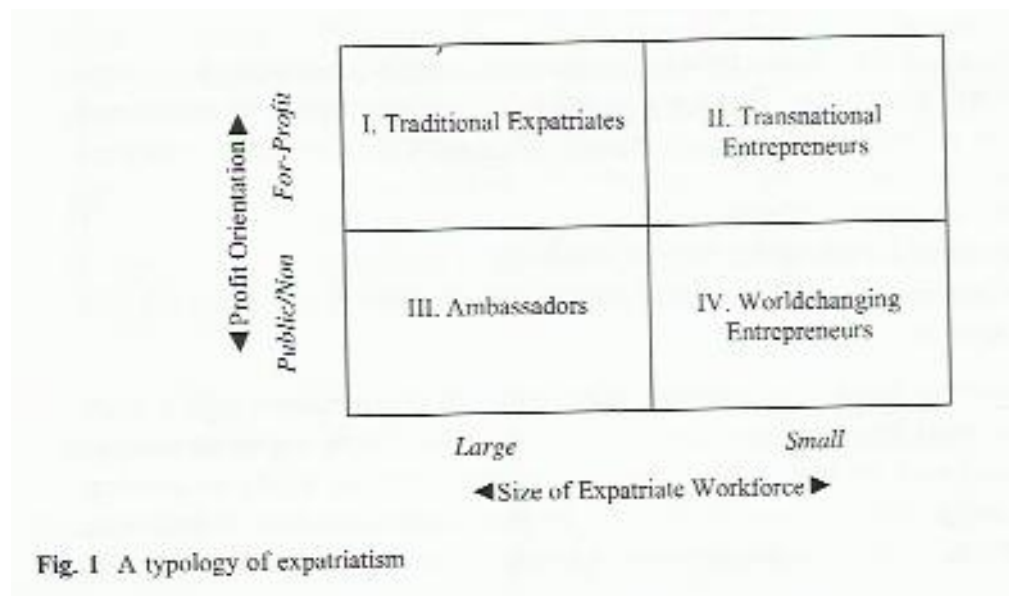 I. Traditional Expatriates
II. Transnational
Entrepreneurs
III. Ambassadors
IV. Worldchanging
Entrepreneurs
◄Profit Orientation►
Public/Non
For-Profit
Large
Small
◄Size of Expatriate Workforce►
Fig. 1 A typology of expatriatism